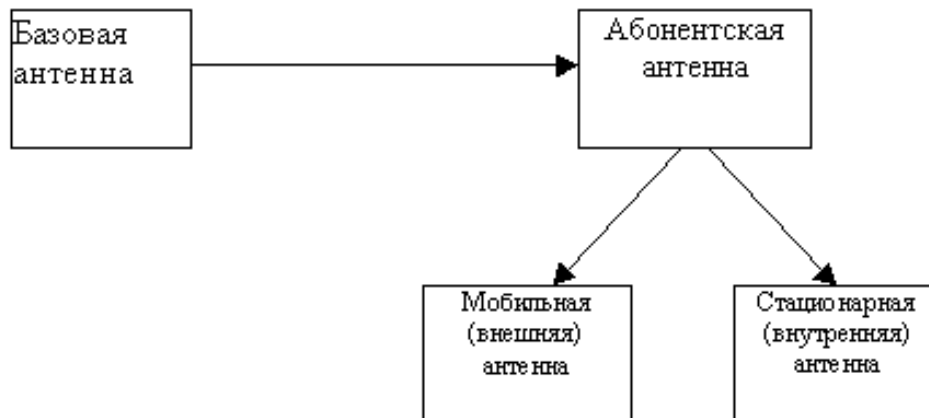 Базовая
антенна
Абонентская
антенна
Мобильная
(внешняя)
антенна
Стационарная
(внутренняя)
антенна